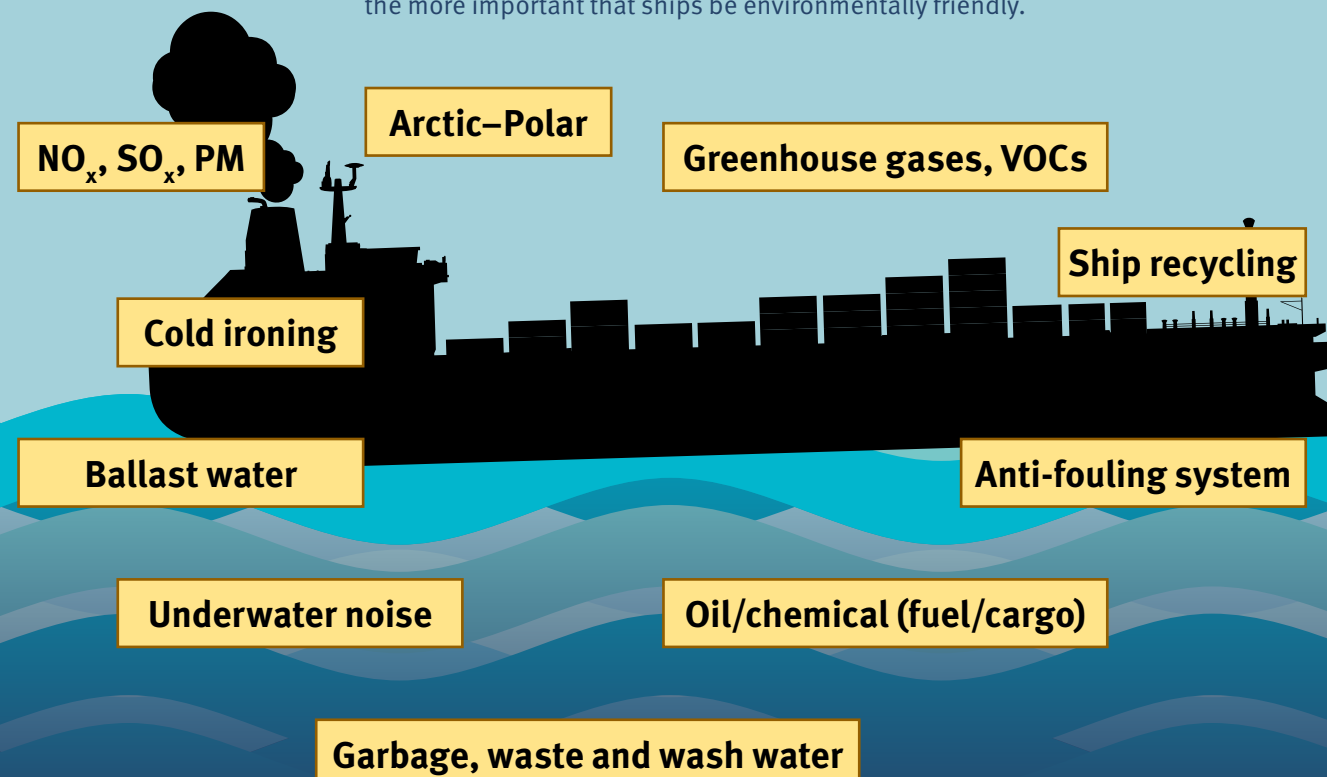 the more important that ships be environmentally friendly.
Arctic–Polar
NOx, SOx, PM
Greenhouse gases, VOCs
Ship recycling
Cold ironing
Ballast water
Anti-fouling system
Underwater noise
Oil/chemical (fuel/cargo)
Garbage, waste and wash water